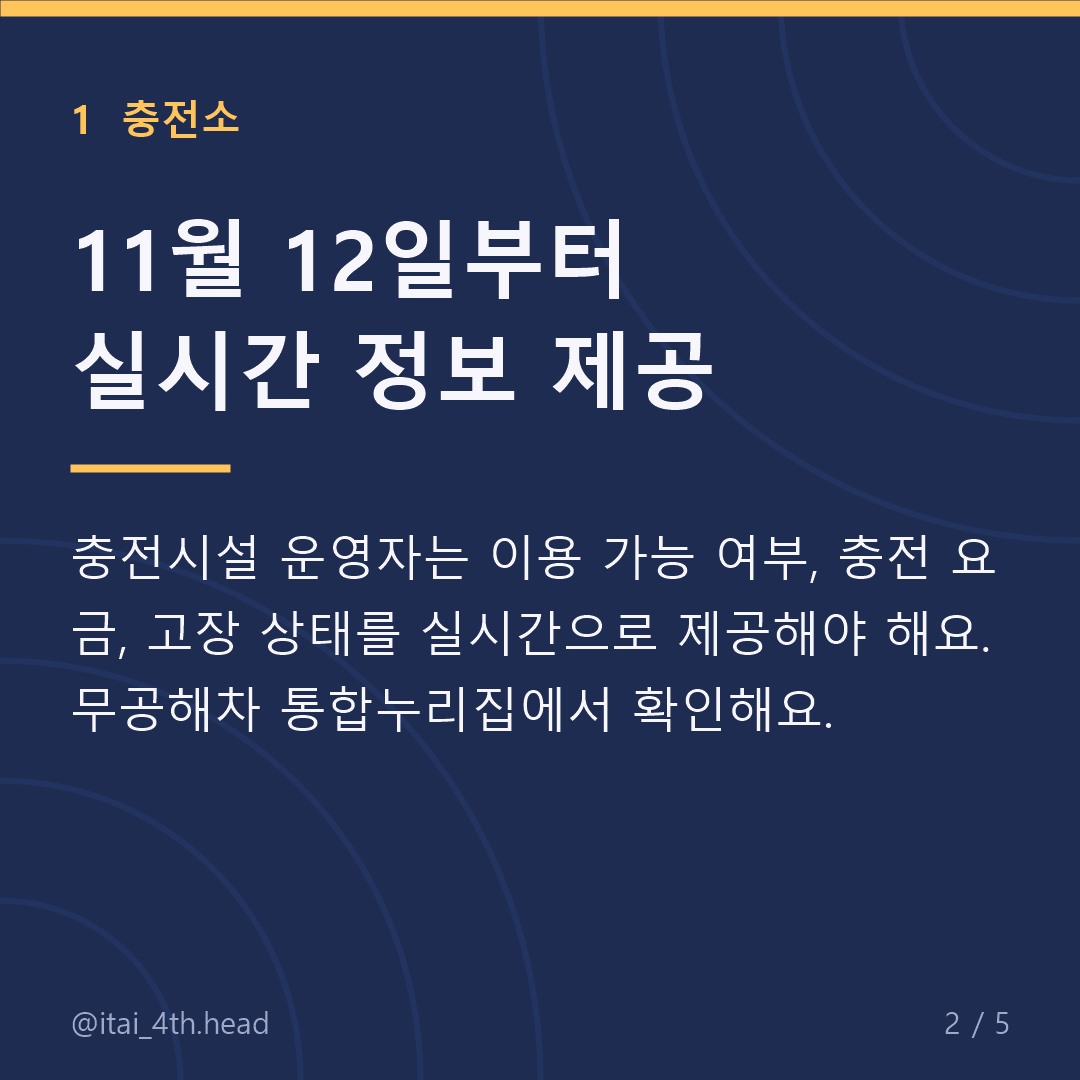 1 충전소
11월 12일부터
실시간 정보 제공
충전시설 운영자는 이용 가능 여부, 충전 요
금, 고장 상태를 실시간으로 제공해야 해요.
무공해차 통합누리집에서 확인해요.
@itai_4th.head
2 / 5